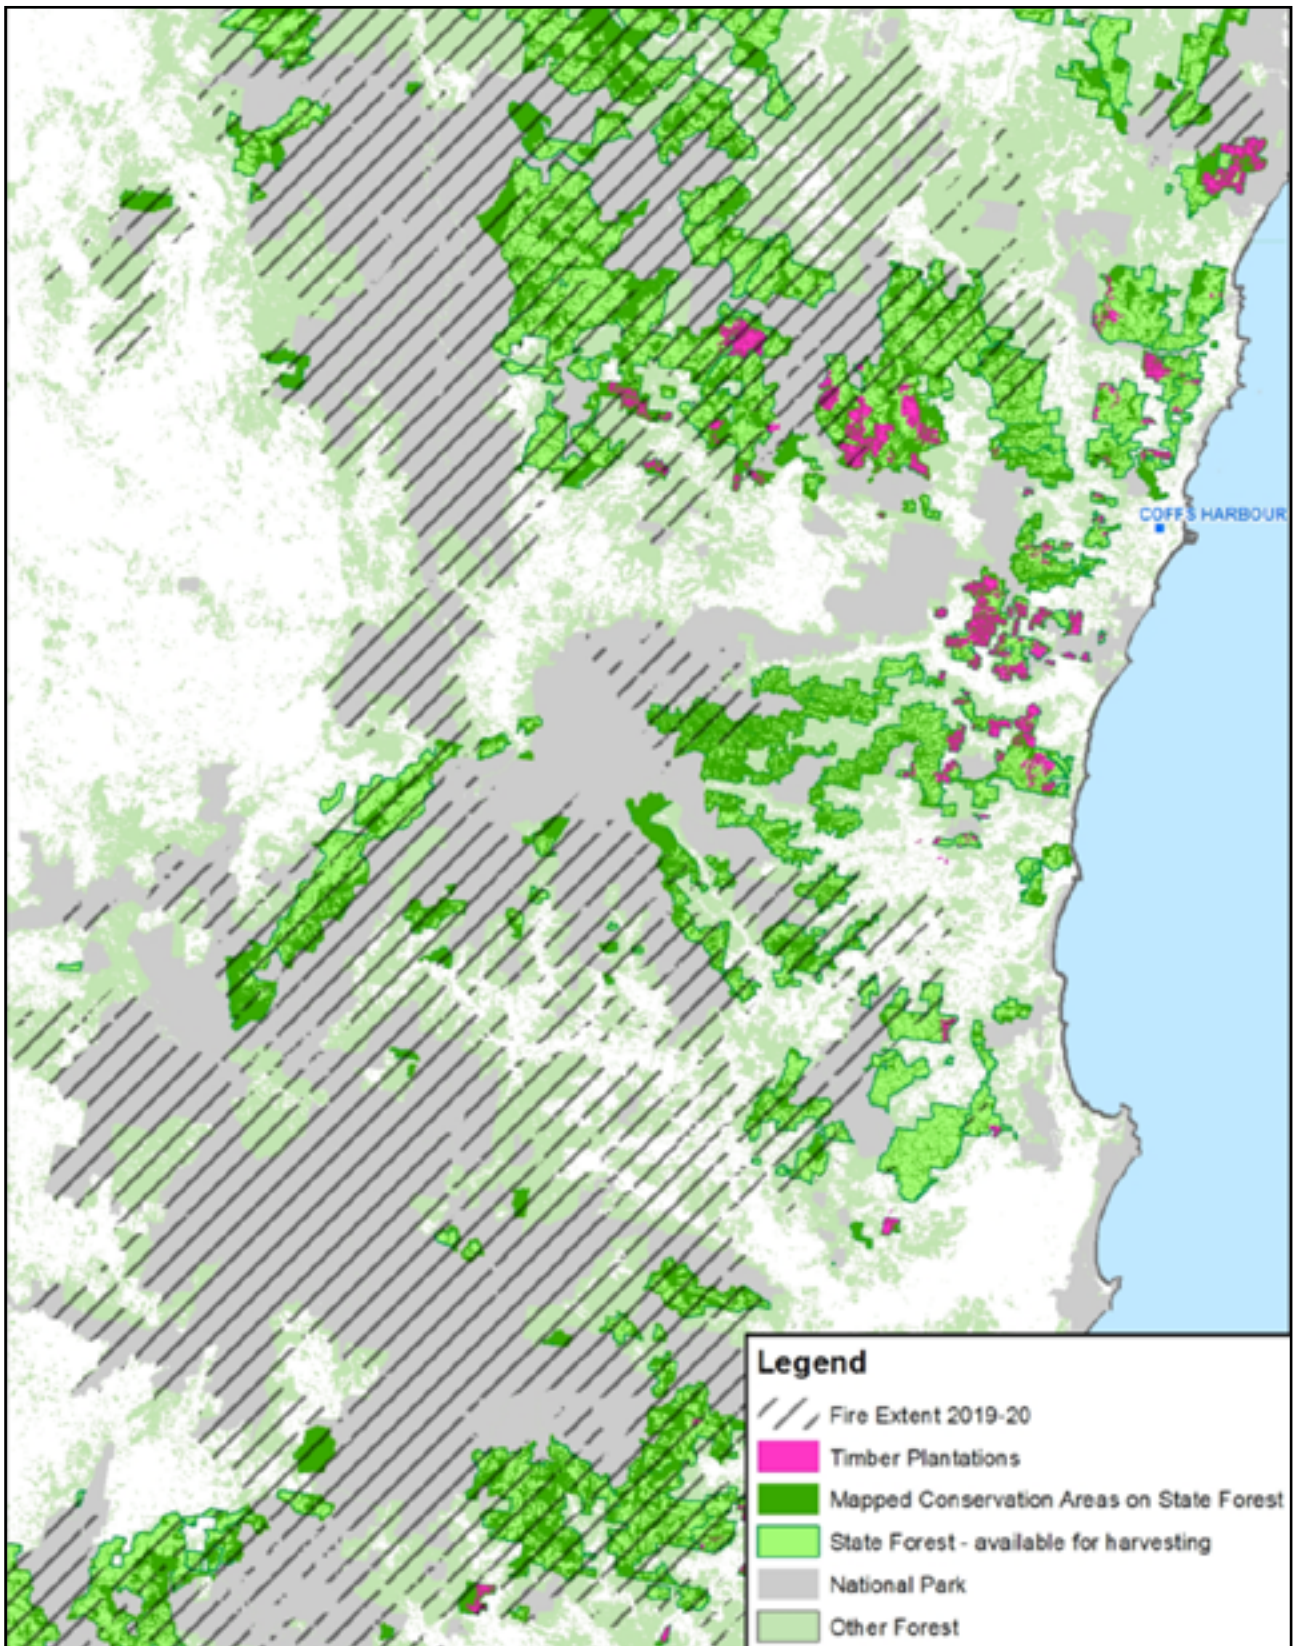 COFFS HARBOUR
Legend
Fire Extent 2019-20
Timber Plantations
Mapped Conservation Areas on State Forest
State Forest - available for harvesting
National Park
Other Forest